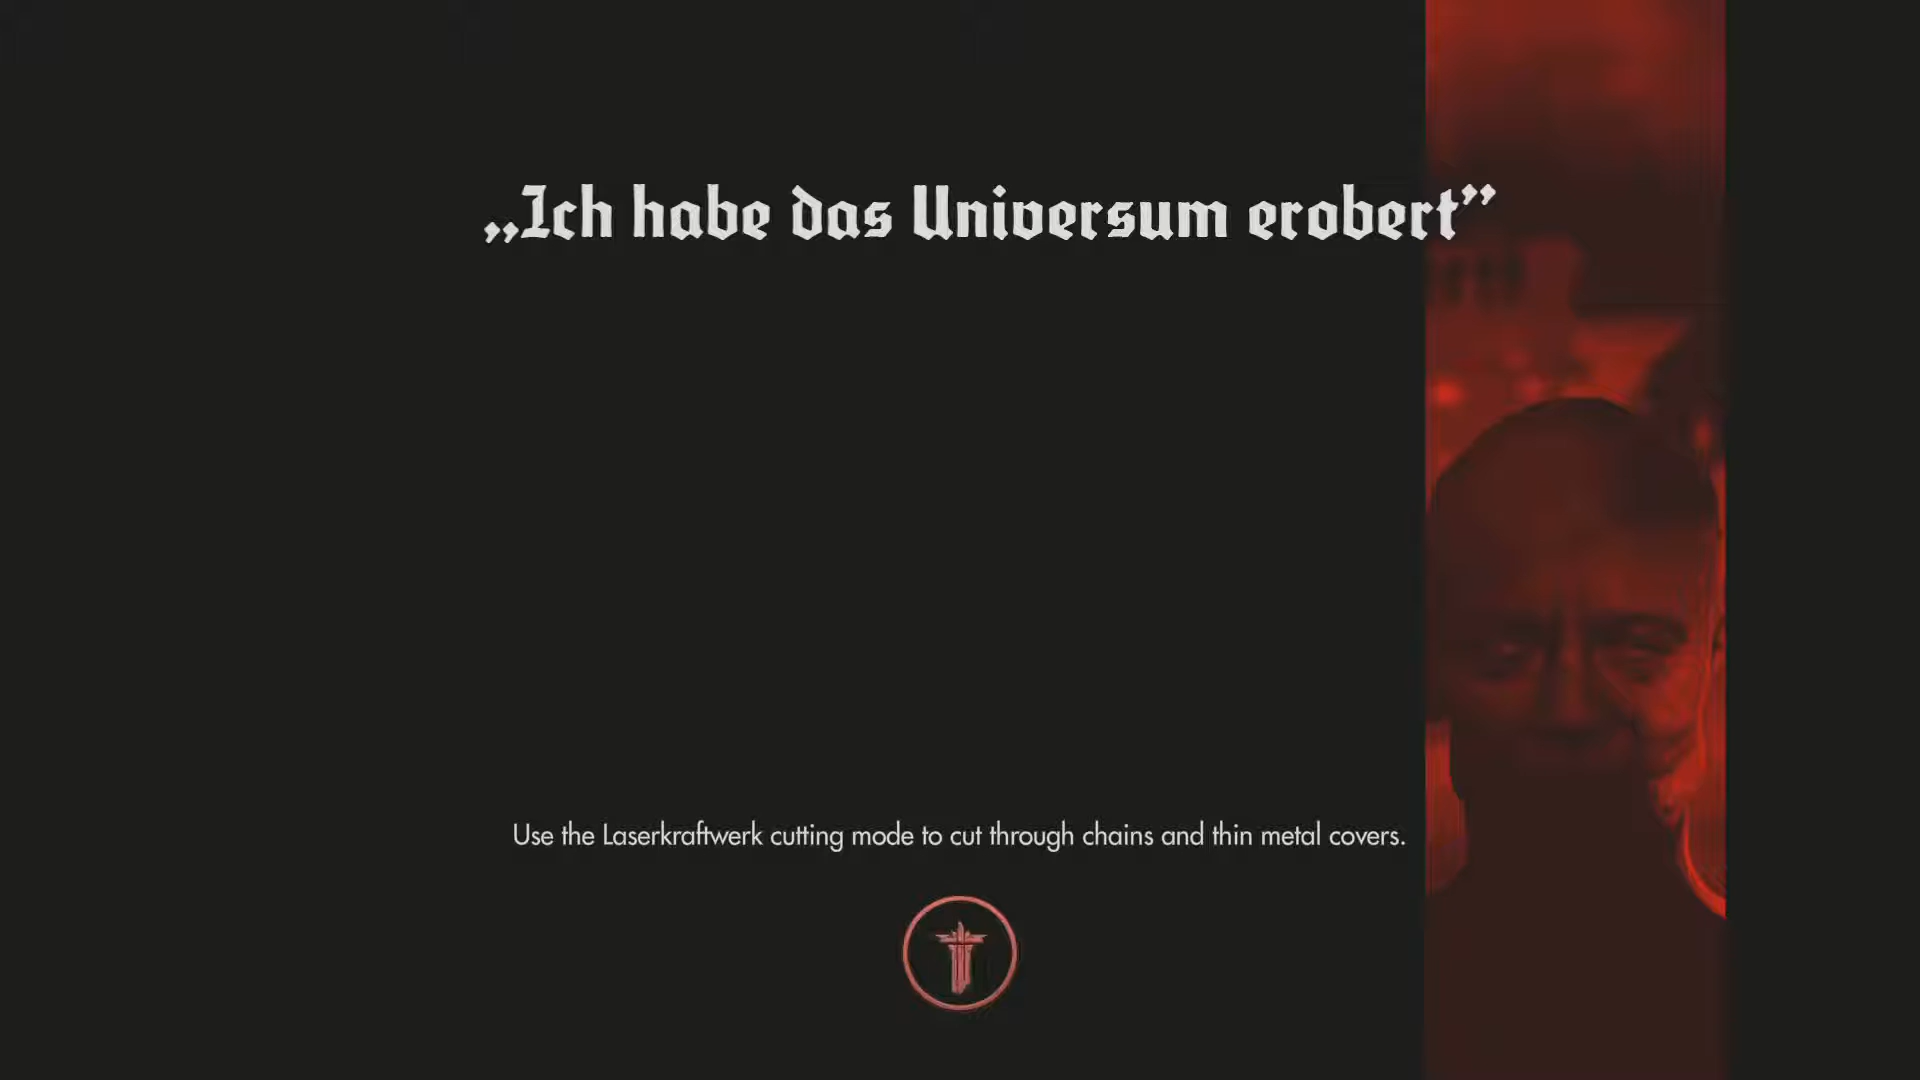 „Ich habe das Universum erobert”
Use the Laserkraftwerk cutting mode to cut through chains and thin metal covers.